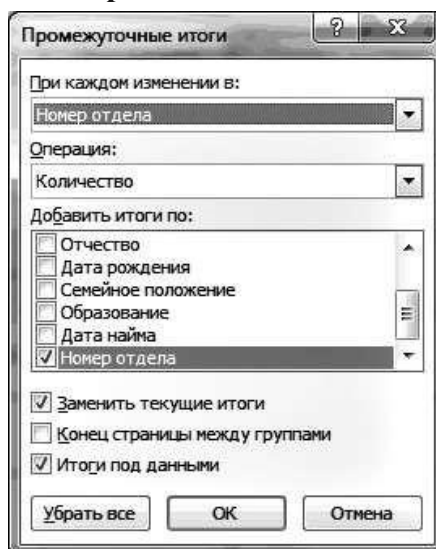 Промежуточные итоги
При каждом изменении в:
Номер отдела
Операция:
Количество
Добавить итоги по:
Отчество
Дата рождения
Семейное положение
Образование
Дата найма
Номер отдела
Заменить текущие итоги
Конец страницы между группами
Итоги под данными
Убрать все
ОК
Отмена